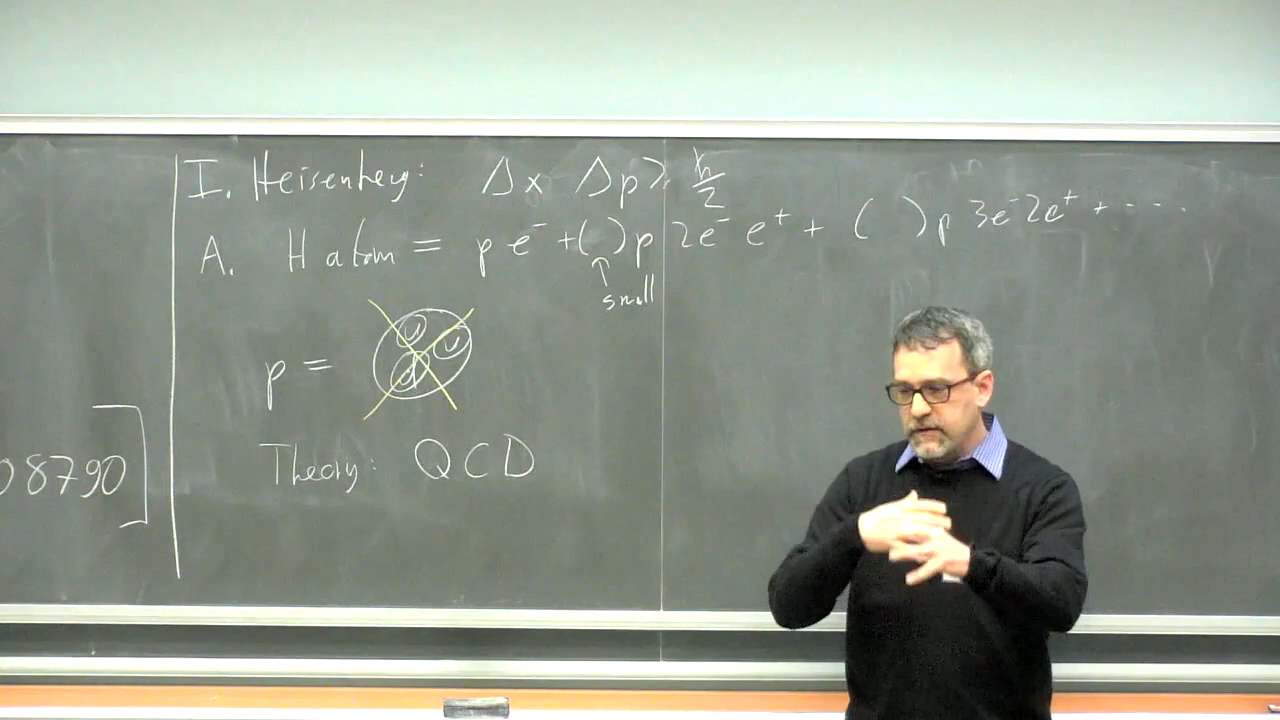 I. Heisenberg: Δx Δp ≥ ħ/2
A. H atom = p e⁻ + ( ) p 2e⁻ e⁺ + ( ) p 3e⁻ 2e⁺ + ...
↑
small
p =
u
u
d
08790]
Theory: QCD